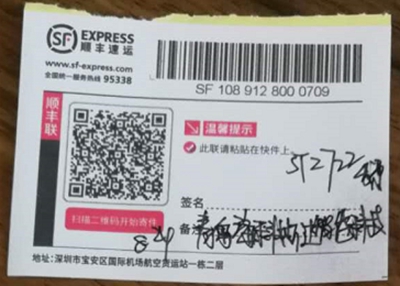 SF EXPRESS
顺丰速运
www.sf-express.com
全国统一服务热线 95338
SF 108 912 800 0709
顺丰联
温馨提示
此联请粘贴在快件上
签名
扫描二维码开始寄件
备注
地址：深圳市宝安区国际机场航空货运站一栋二层